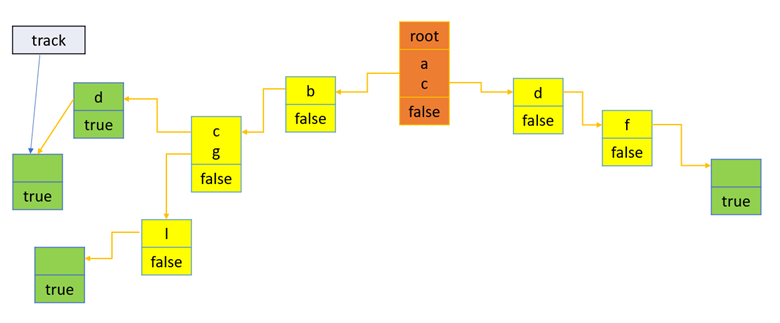 track
root
a
c
false
b
false
d
true
c
g
false
true
l
false
true
d
false
f
false
true